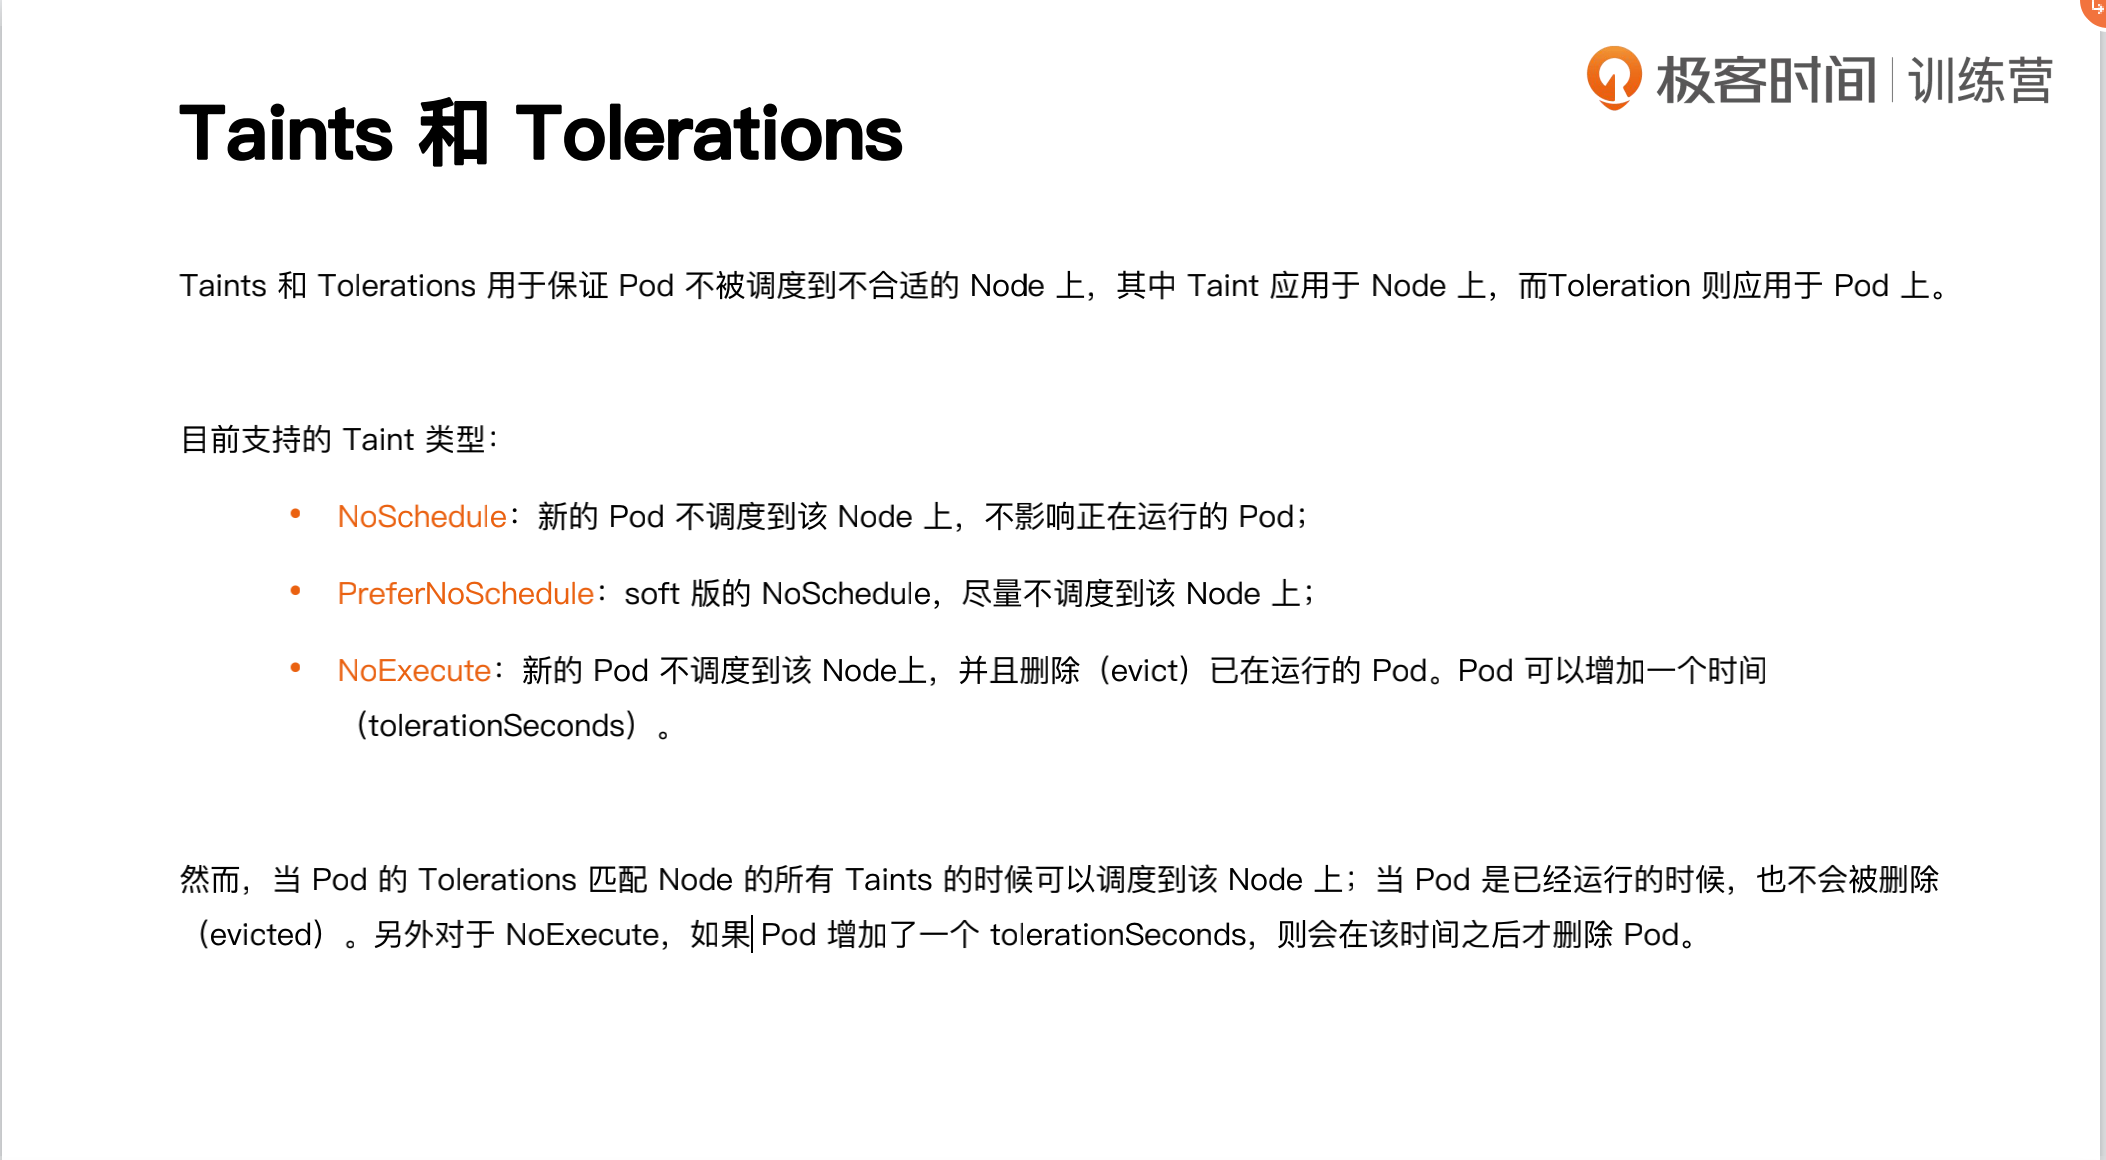 极客时间 | 训练营
Taints 和 Tolerations
Taints 和 Tolerations 用于保证 Pod 不被调度到不合适的 Node 上，其中 Taint 应用于 Node 上，而Toleration 则应用于 Pod 上。
目前支持的 Taint 类型：
• NoSchedule：新的 Pod 不调度到该 Node 上，不影响正在运行的 Pod；
• PreferNoSchedule：soft 版的 NoSchedule，尽量不调度到该 Node 上；
• NoExecute：新的 Pod 不调度到该 Node上，并且删除（evict）已在运行的 Pod。Pod 可以增加一个时间
（tolerationSeconds）。
然而，当 Pod 的 Tolerations 匹配 Node 的所有 Taints 的时候可以调度到该 Node 上；当 Pod 是已经运行的时候，也不会被删除
（evicted）。另外对于 NoExecute，如果 Pod 增加了一个 tolerationSeconds，则会在该时间之后才删除 Pod。